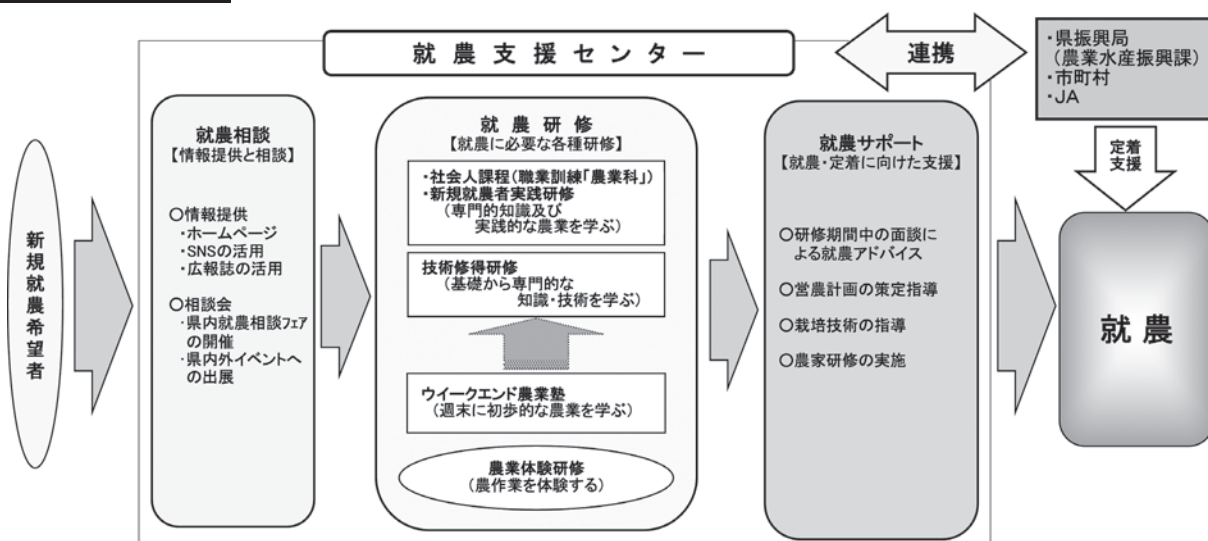 就農支援センター
連携
・県振興局
(農業水産振興課)
・市町村
・JA
定着
支援
新規就農希望者
就農相談
【情報提供と相談】
○情報提供
・ホームページ
・SNSの活用
・広報誌の活用
○相談会
・県内就農相談フェア
の開催
・県内外イベントへ
の出展
就農研修
【就農に必要な各種研修】
・社会人課程(職業訓練「農業科」)
・新規就農者実践研修
(専門的知識及び
実践的な農業を学ぶ)
技術修得研修
(基礎から専門的な
知識・技術を学ぶ)
ウイークエンド農業塾
(週末に初歩的な農業を学ぶ)
農業体験研修
(農作業を体験する)
就農サポート
【就農・定着に向けた支援】
○研修期間中の面談に
よる就農アドバイス
○営農計画の策定指導
○栽培技術の指導
○農家研修の実施
就農